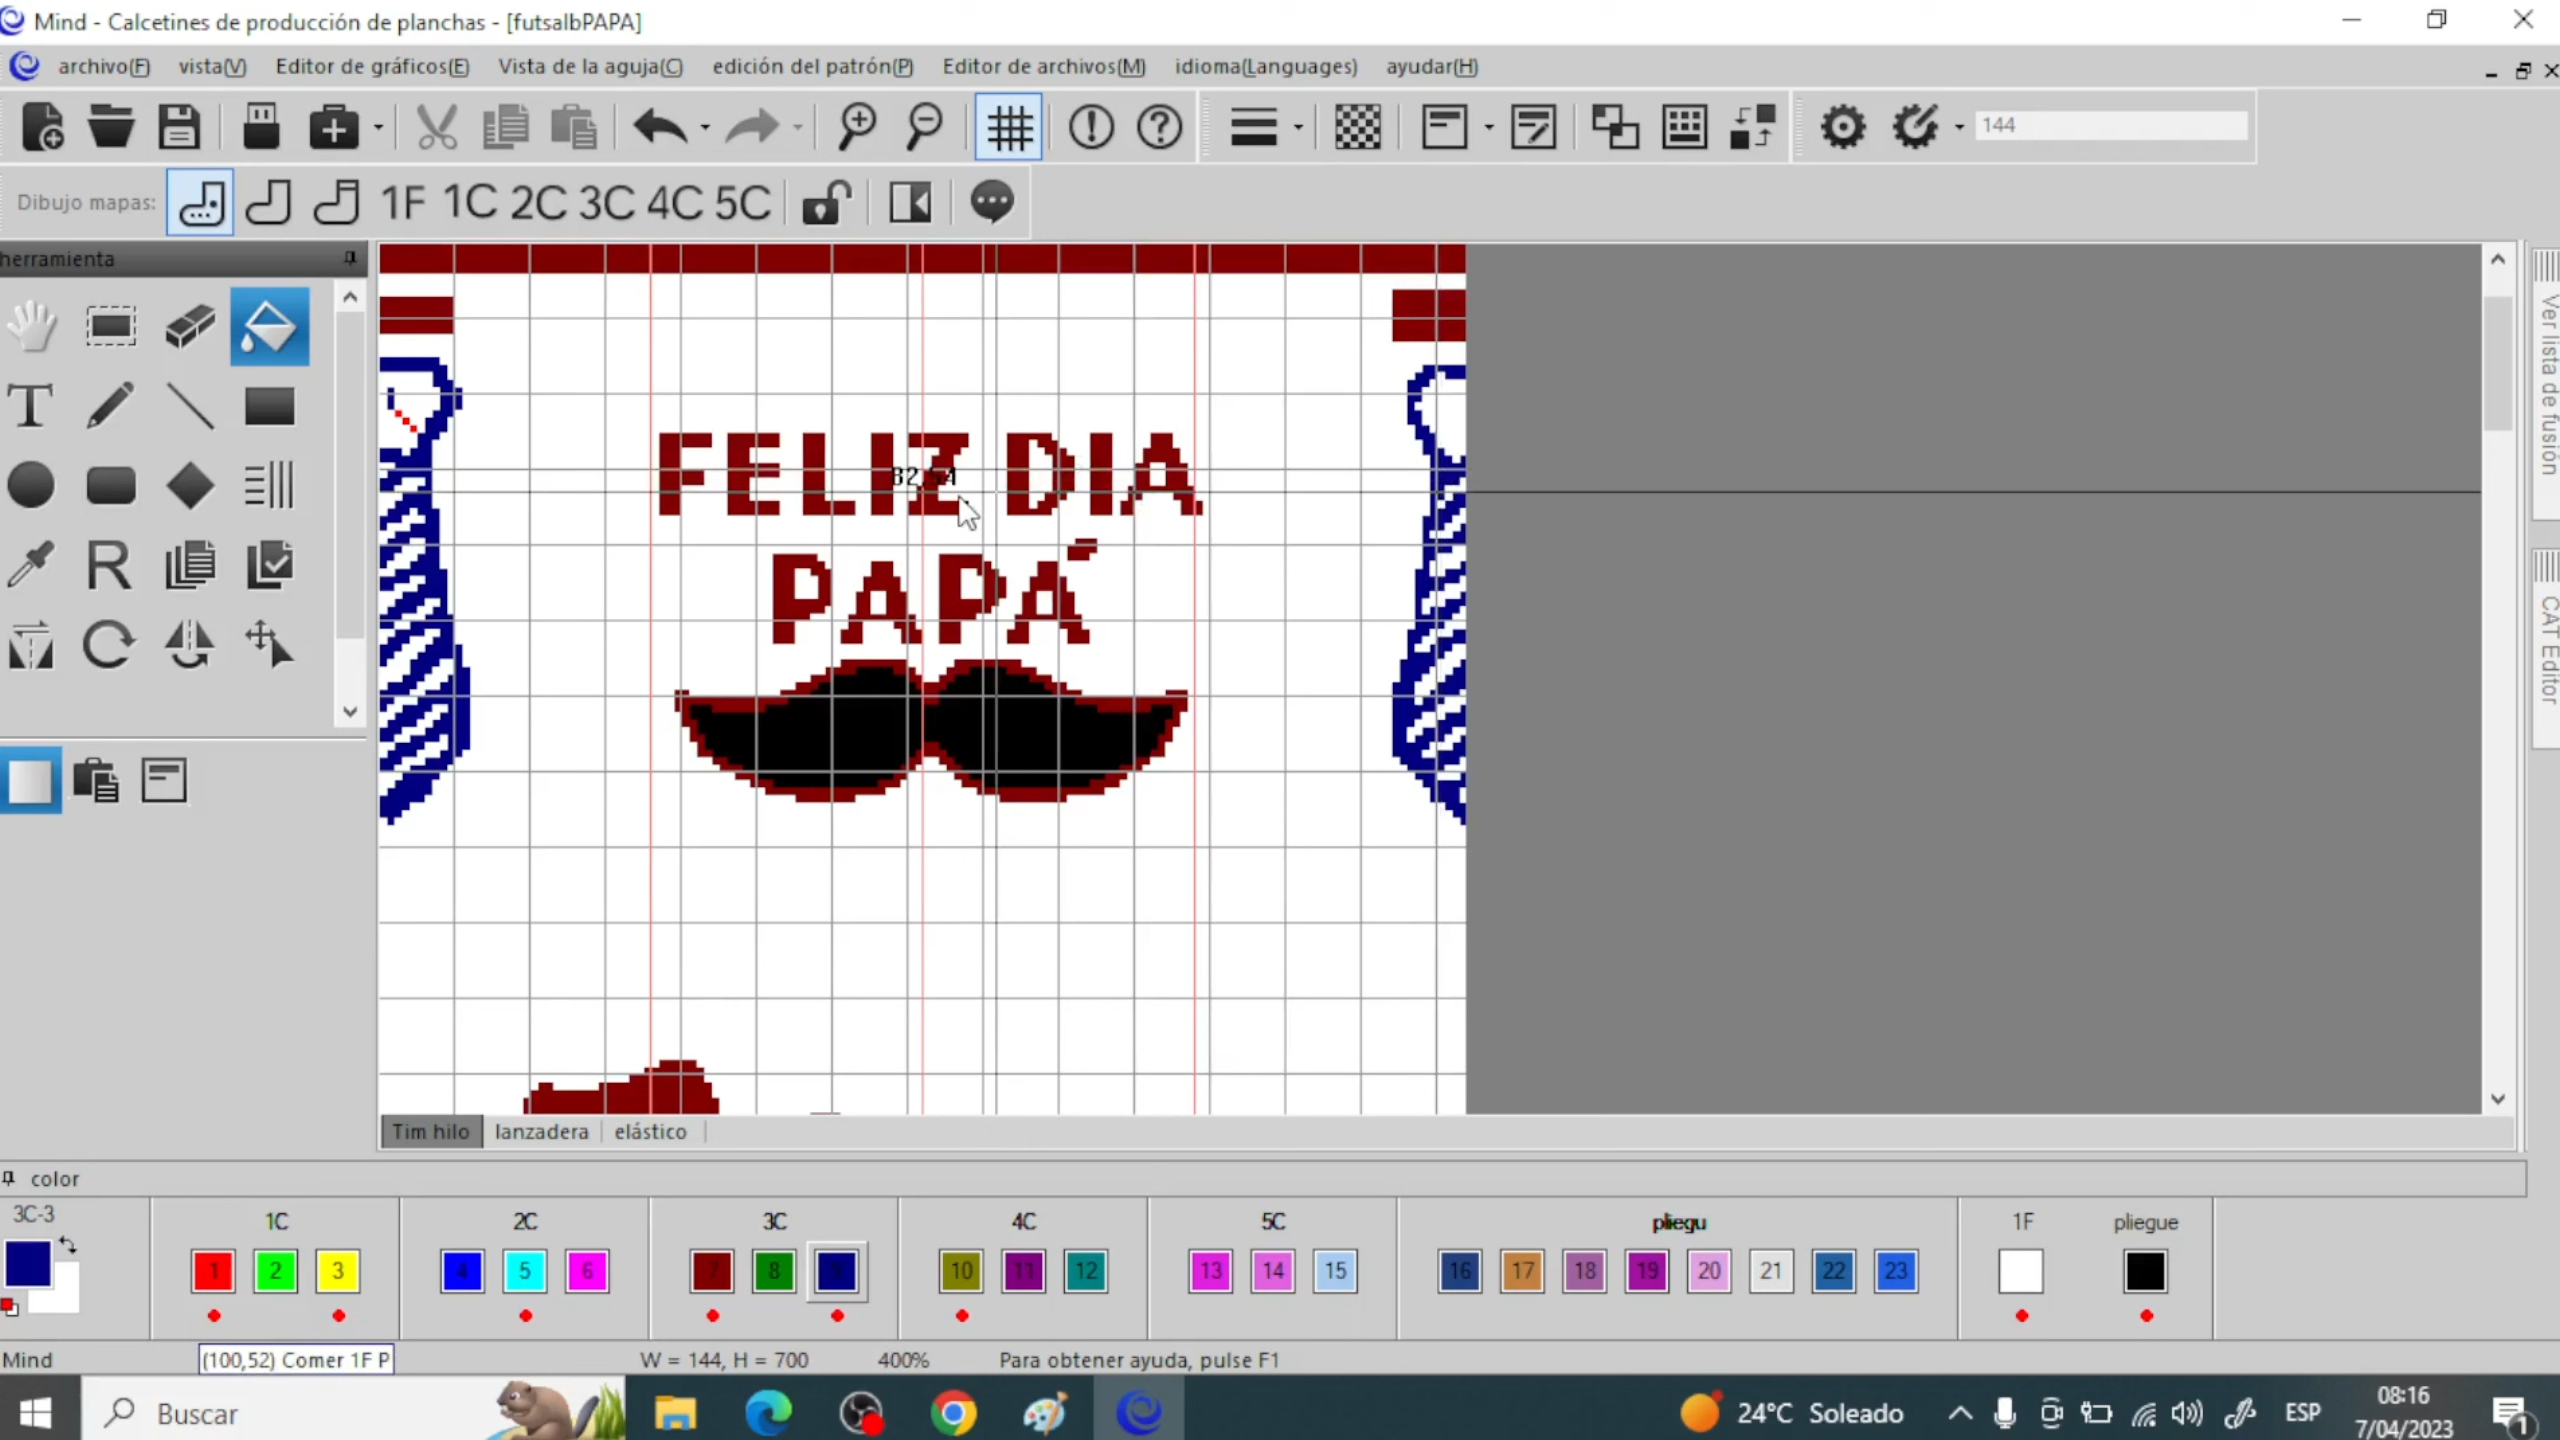 Mind - Calcetines de producción de planchas - [futsalbPAPA]
archivo(F) vista(V) Editor de gráficos(E) Vista de la aguja(C) edición del patrón(P) Editor de archivos(M) idioma(Languages) ayudar(H)
144
Dibujo mapas: 1F 1C 2C 3C 4C 5C
herramienta
T
R
FELIZ DIA
PAPÁ
Ver lista de fusión
CAT Editor
Tim hilo lanzadera elástico
color
3C-3 1C 2C 3C 4C 5C pliegu 1F pliegue
1 2 3 4 5 6 7 8 9 10 11 12 13 14 15 16 17 18 19 20 21 22 23
Mind (100,52) Comer 1F P W = 144, H = 700 400% Para obtener ayuda, pulse F1
Buscar 24°C Soleado ESP 08:16
7/04/2023
1